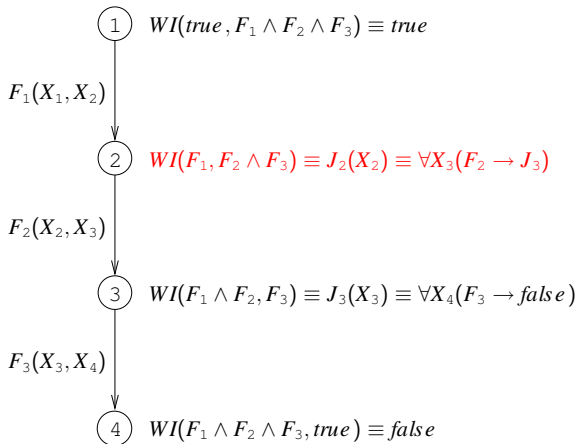 1 WI(true, F₁ ∧ F₂ ∧ F₃) ≡ true
F₁(X₁, X₂)
2 WI(F₁, F₂ ∧ F₃) ≡ J₂(X₂) ≡ ∀X₃(F₂ → J₃)
F₂(X₂, X₃)
3 WI(F₁ ∧ F₂, F₃) ≡ J₃(X₃) ≡ ∀X₄(F₃ → false)
F₃(X₃, X₄)
4 WI(F₁ ∧ F₂ ∧ F₃, true) ≡ false